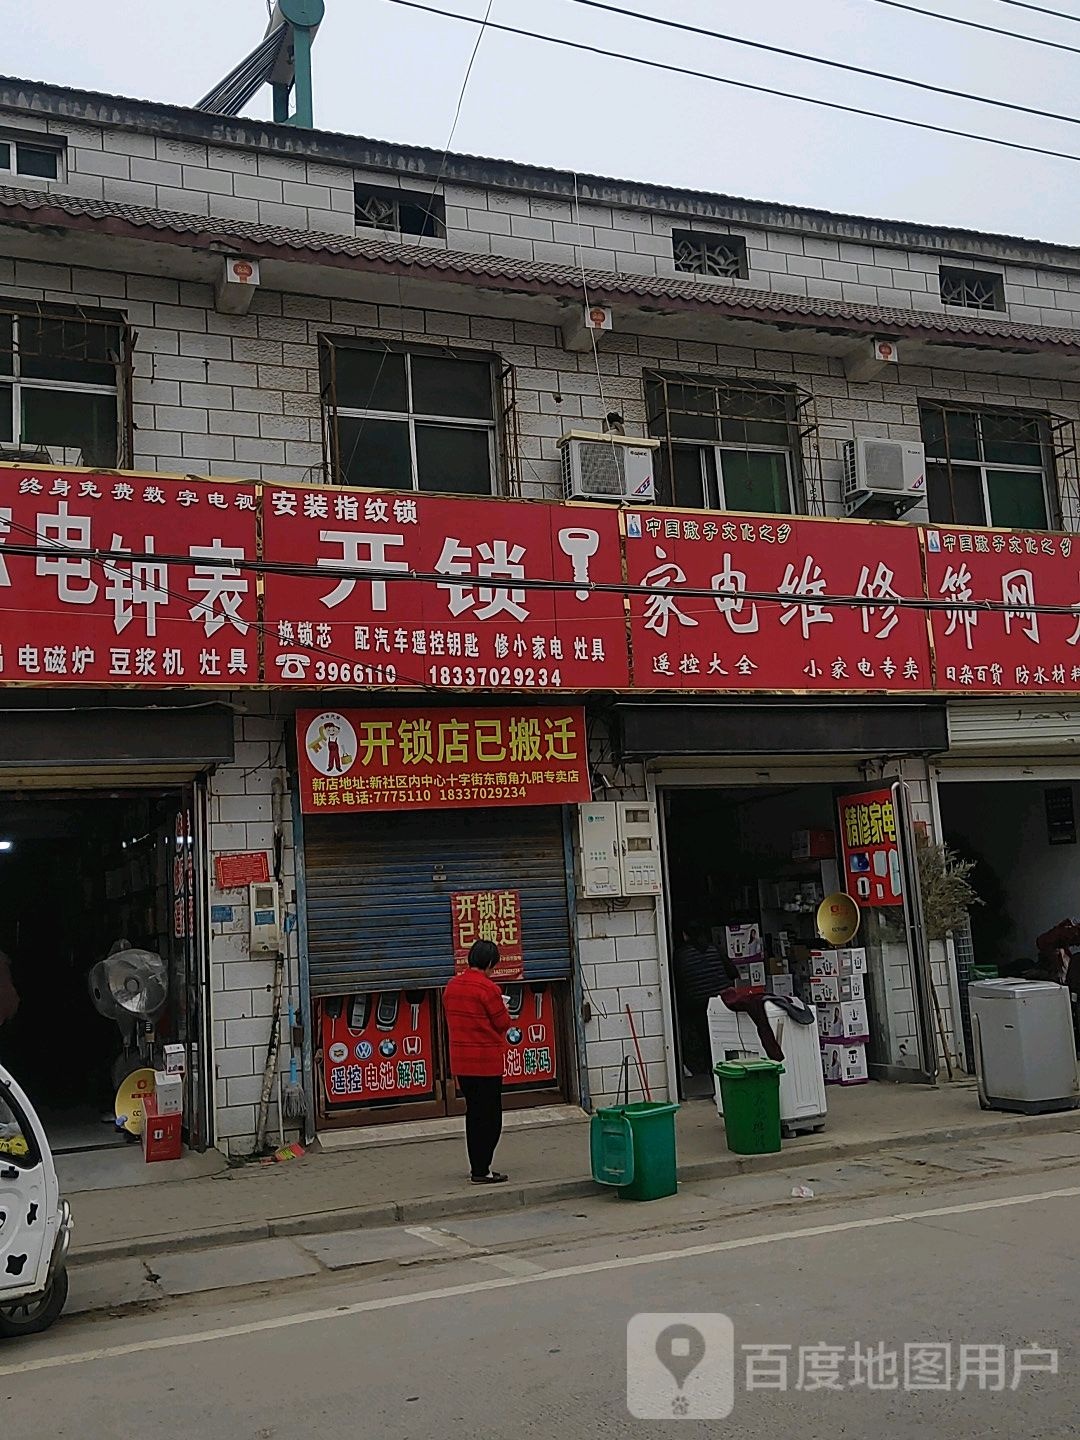 终身免费数字电视
电 钟表
电磁炉 豆浆机 灶具
安装指纹锁
开锁
换锁芯 配汽车遥控钥匙 修小家电 灶具
3966110 18337029234
中国澈子文化之乡
家电维修
遥控大全 小家电专卖
中国澈子文化之乡
筛网
日杂百货 防水材料
开锁店已搬迁
新店地址:新社区内中心十字街东南角九阳专卖店
联系电话:7775110 18337029234
精修家电
开锁店
已搬迁
遥控电池解码
电池解码
百度地图用户